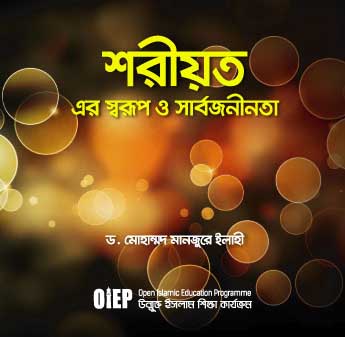 শরীয়ত
এর স্বরূপ ও সার্বজনীনতা
ড. মোহাম্মদ মানজুরে ইলাহী
OIEP
Open Islamic Education Programme
উন্মুক্ত ইসলাম শিক্ষা কার্যক্রম